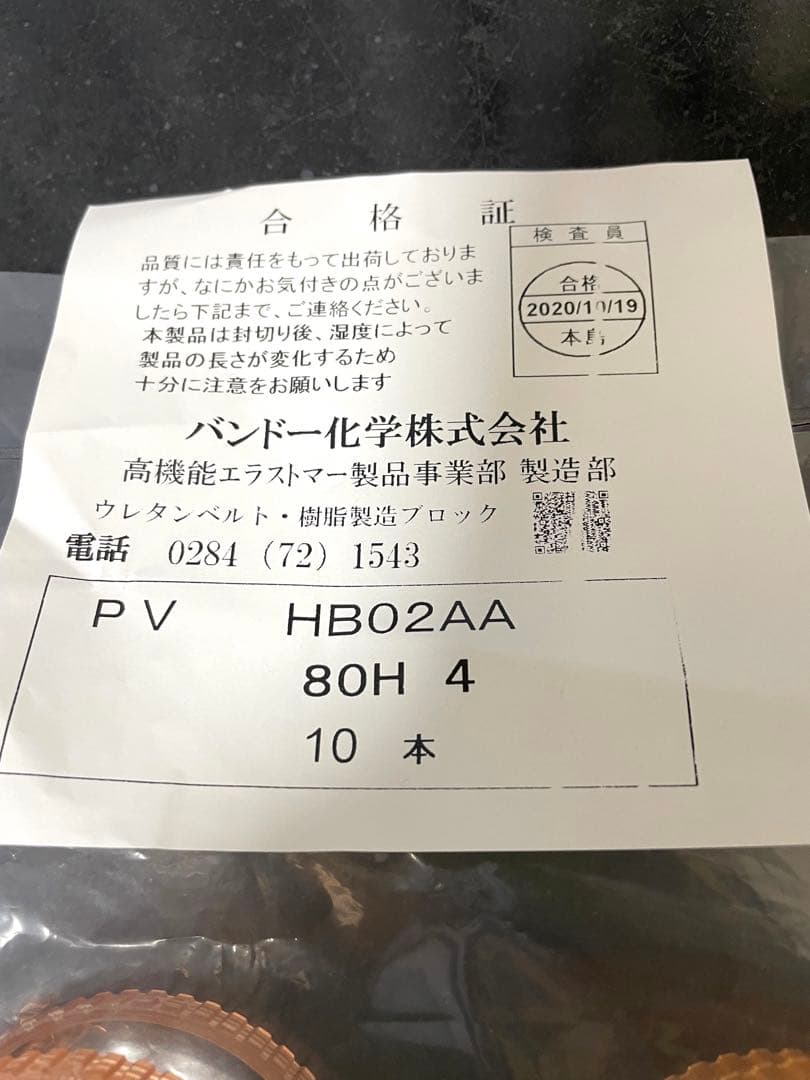 合格証
検査員
合格
2020/10/19
本島
品質には責任をもって出荷しておりま
すが、なにかお気付きの点がございま
したら下記まで、ご連絡ください。
本製品は封切り後、湿度によって
製品の長さが変化するため
十分に注意をお願いします
バンドー化学株式会社
高機能エラストマー製品事業部 製造部
ウレタンベルト・樹脂製造ブロック
電話 0284 (72) 1543
PV HB02AA
80H 4
10 本